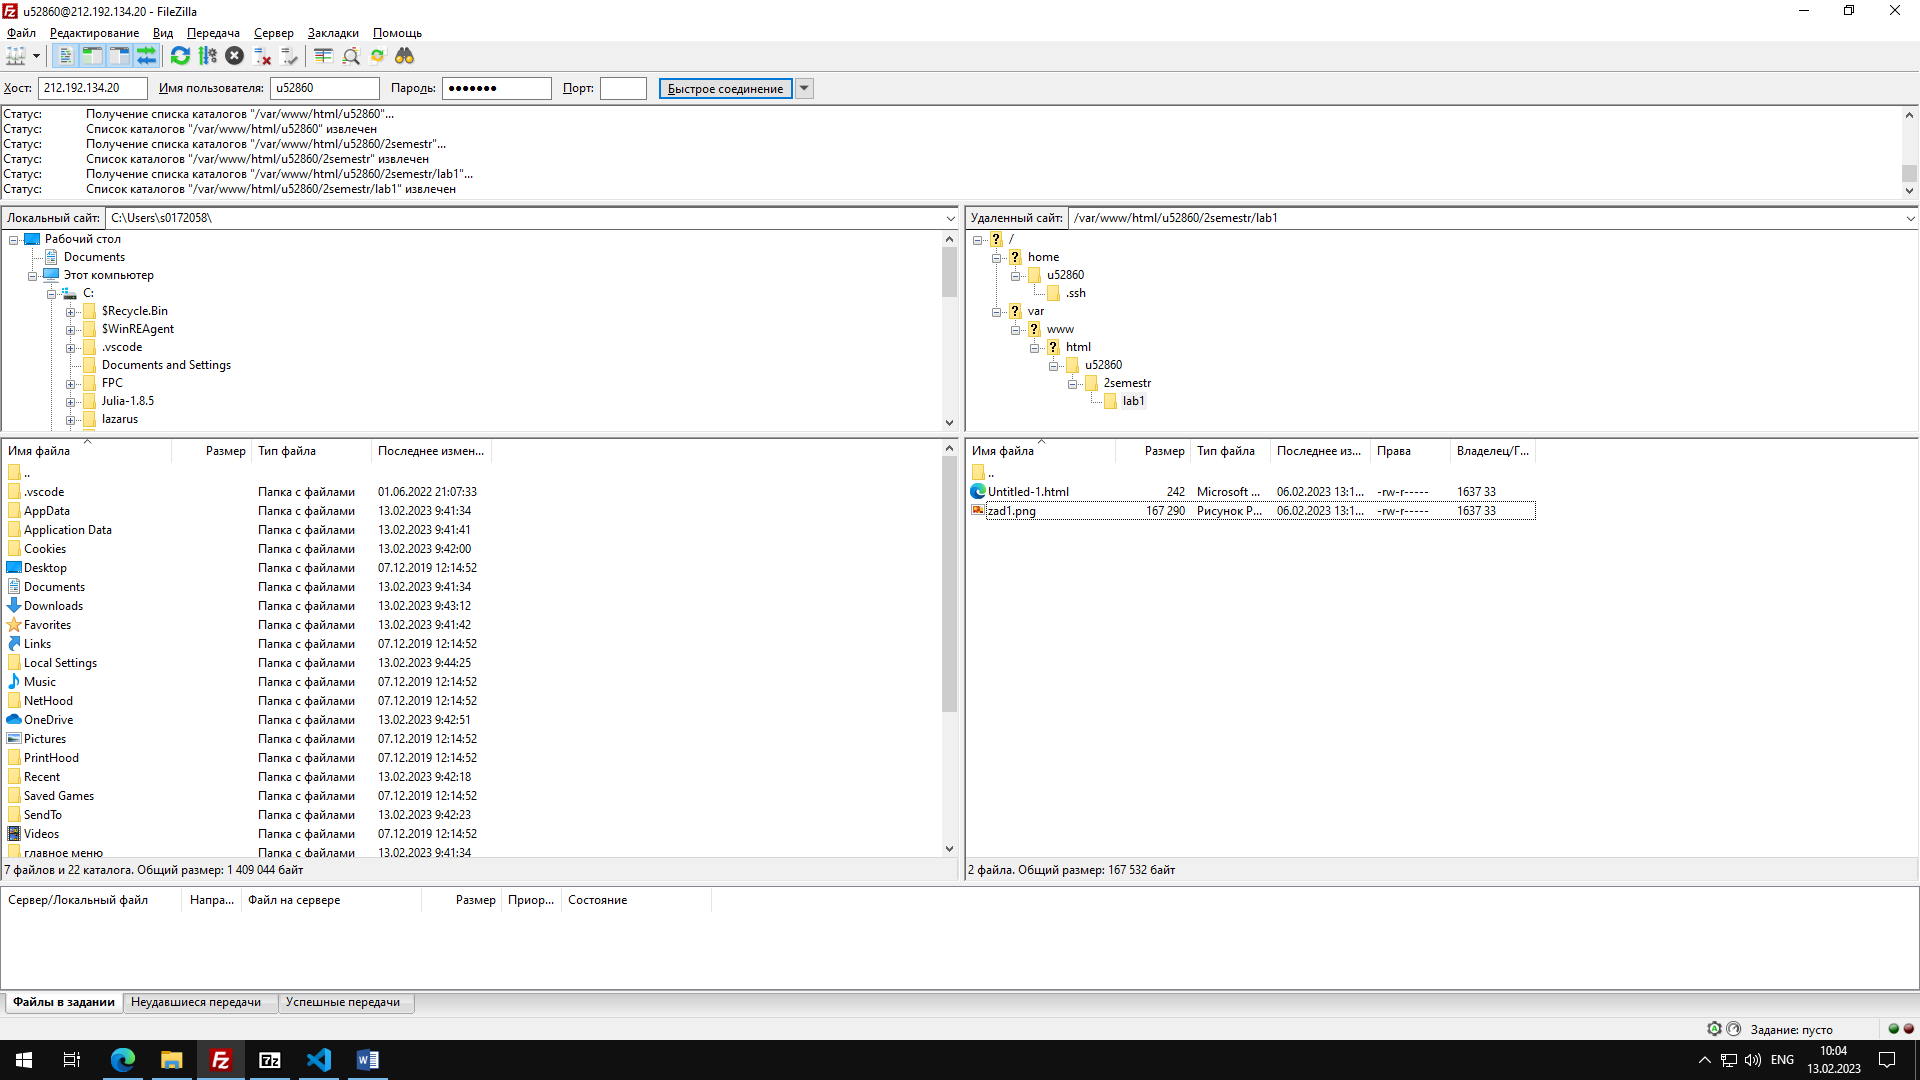 u52860@212.192.134.20 - FileZilla
Файл Редактирование Вид Передача Сервер Закладки Помощь
Хост: 212.192.134.20 Имя пользователя: u52860 Пароль: ●●●●●●● Порт: Быстрое соединение
Статус: Получение списка каталогов "/var/www/html/u52860"...
Статус: Список каталогов "/var/www/html/u52860" извлечен
Статус: Получение списка каталогов "/var/www/html/u52860/2semestr"...
Статус: Список каталогов "/var/www/html/u52860/2semestr" извлечен
Статус: Получение списка каталогов "/var/www/html/u52860/2semestr/lab1"...
Статус: Список каталогов "/var/www/html/u52860/2semestr/lab1" извлечен
Локальный сайт: C:\Users\s0172058\
Рабочий стол
Documents
Этот компьютер
C:
$Recycle.Bin
$WinREAgent
.vscode
Documents and Settings
FPC
Julia-1.8.5
lazarus
Имя файла Размер Тип файла Последнее измен...
..
.vscode Папка с файлами 01.06.2022 21:07:33
AppData Папка с файлами 13.02.2023 9:41:34
Application Data Папка с файлами 13.02.2023 9:41:41
Cookies Папка с файлами 13.02.2023 9:42:00
Desktop Папка с файлами 07.12.2019 12:14:52
Documents Папка с файлами 13.02.2023 9:41:34
Downloads Папка с файлами 13.02.2023 9:43:12
Favorites Папка с файлами 13.02.2023 9:41:42
Links Папка с файлами 07.12.2019 12:14:52
Local Settings Папка с файлами 13.02.2023 9:44:25
Music Папка с файлами 07.12.2019 12:14:52
NetHood Папка с файлами 07.12.2019 12:14:52
OneDrive Папка с файлами 13.02.2023 9:42:51
Pictures Папка с файлами 07.12.2019 12:14:52
PrintHood Папка с файлами 07.12.2019 12:14:52
Recent Папка с файлами 13.02.2023 9:42:18
Saved Games Папка с файлами 07.12.2019 12:14:52
SendTo Папка с файлами 13.02.2023 9:42:23
Videos Папка с файлами 07.12.2019 12:14:52
главное меню Папка с файлами 13.02.2023 9:41:34
7 файлов и 22 каталога. Общий размер: 1 409 044 байт
Удаленный сайт: /var/www/html/u52860/2semestr/lab1
/
home
u52860
.ssh
var
www
html
u52860
2semestr
lab1
Имя файла Размер Тип файла Последнее из... Права Владелец/Г...
..
Untitled-1.html 242 Microsoft ... 06.02.2023 13:1... -rw-r----- 1637 33
zad1.png 167 290 Рисунок P... 06.02.2023 13:1... -rw-r----- 1637 33
2 файла. Общий размер: 167 532 байт
Сервер/Локальный файл Напра... Файл на сервере Размер Приор... Состояние
Файлы в задании Неудавшиеся передачи Успешные передачи
Задание: пусто
ENG 10:04
13.02.2023